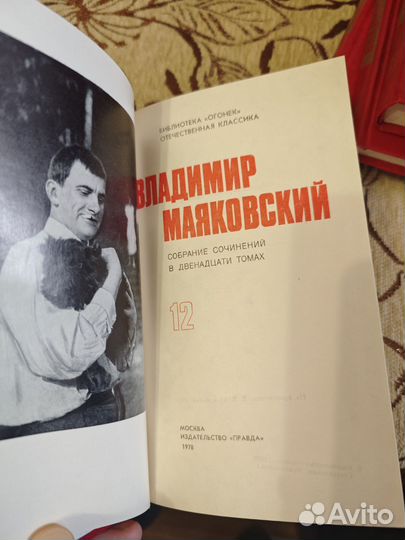 БИБЛИОТЕКА «ОГОНЕК»
ОТЕЧЕСТВЕННАЯ КЛАССИКА
ВЛАДИМИР
МАЯКОВСКИЙ
СОБРАНИЕ СОЧИНЕНИЙ
В ДВЕНАДЦАТИ ТОМАХ
12
МОСКВА
ИЗДАТЕЛЬСТВО «ПРАВДА»
1978
Avito